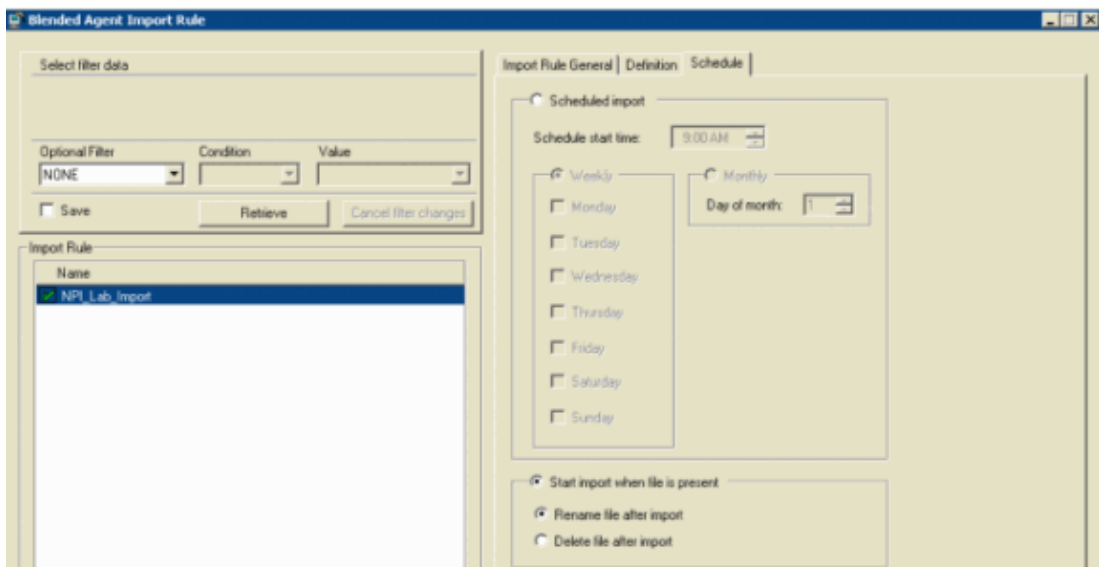 Blended Agent Import Rule
Select filter data
Optional Filter Condition Value
NONE
Save Retrieve Cancel filter changes
Import Rule
Name
NPI_Lab_Import
Import Rule General Definition Schedule
Scheduled import
Schedule start time: 9:00 AM
Weekly Monthly
Monday Day of month: 1
Tuesday
Wednesday
Thursday
Friday
Saturday
Sunday
Start import when file is present
Rename file after import
Delete file after import